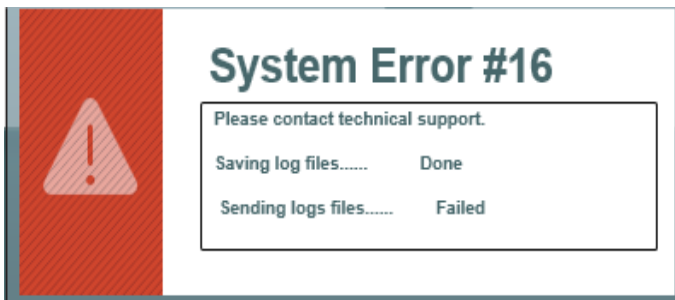 System Error #16
Please contact technical support.
Saving log files...... Done
Sending logs files...... Failed